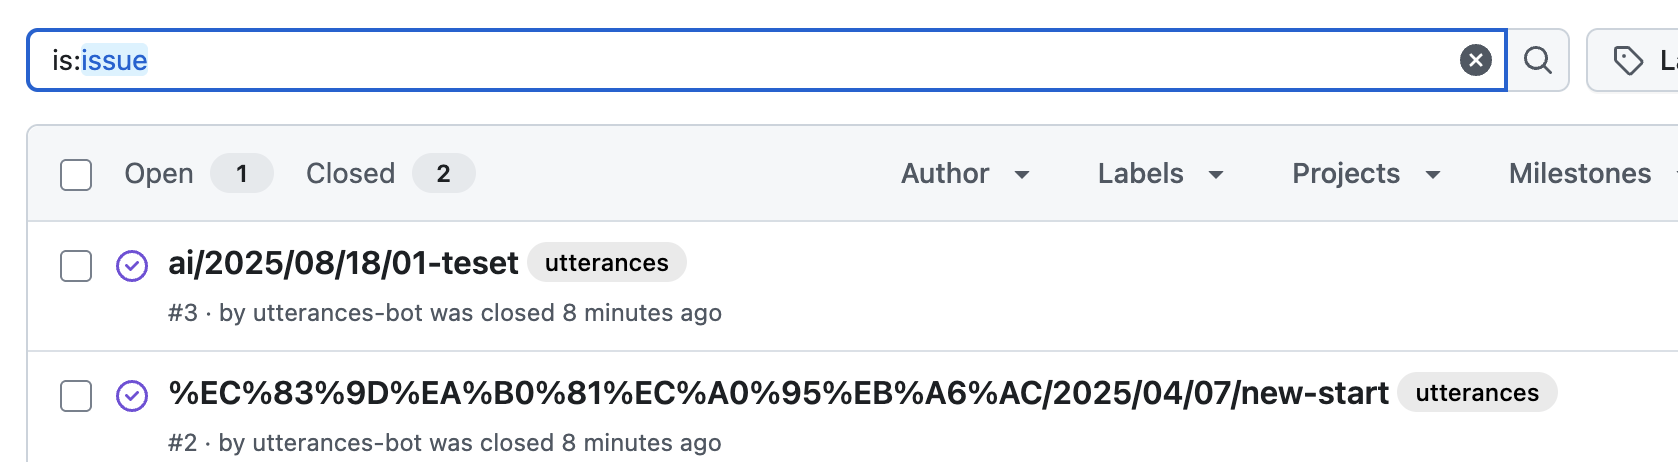 is:issue
Open 1 Closed 2 Author Labels Projects Milestones
ai/2025/08/18/01-teset utterances
#3 · by utterances-bot was closed 8 minutes ago
%EC%83%9D%EA%B0%81%EC%A0%95%EB%A6%AC/2025/04/07/new-start utterances
#2 · by utterances-bot was closed 8 minutes ago